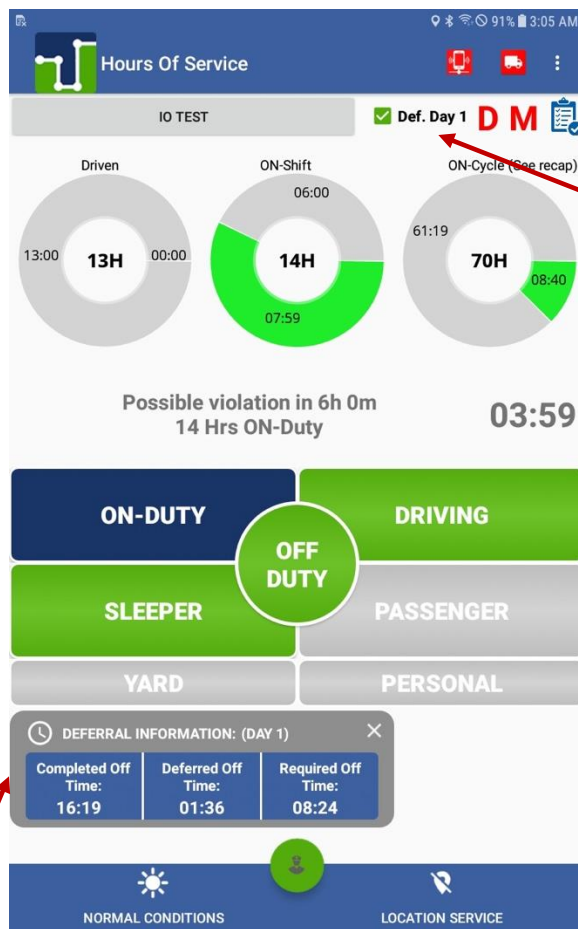 91% 3:05 AM
Hours Of Service
IO TEST
Def. Day 1 D M
Driven
ON-Shift
ON-Cycle (See recap)
13:00 13H 00:00
06:00
14H
07:59
61:19
70H
08:40
Possible violation in 6h 0m
14 Hrs ON-Duty
03:59
ON-DUTY
DRIVING
OFF
DUTY
SLEEPER
PASSENGER
YARD
PERSONAL
DEFERRAL INFORMATION: (DAY 1)
Completed Off
Time:
16:19
Deferred Off
Time:
01:36
Required Off
Time:
08:24
NORMAL CONDITIONS
LOCATION SERVICE